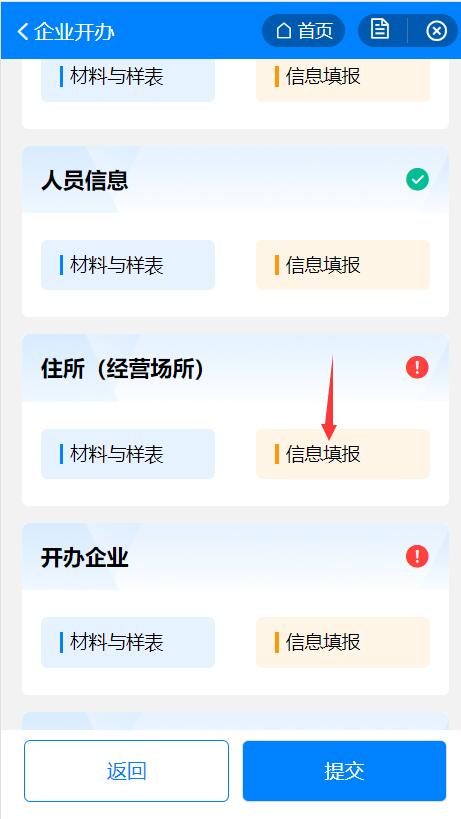 企业开办
首页
材料与样表
信息填报
人员信息
材料与样表
信息填报
住所（经营场所）
材料与样表
信息填报
开办企业
材料与样表
信息填报
返回
提交